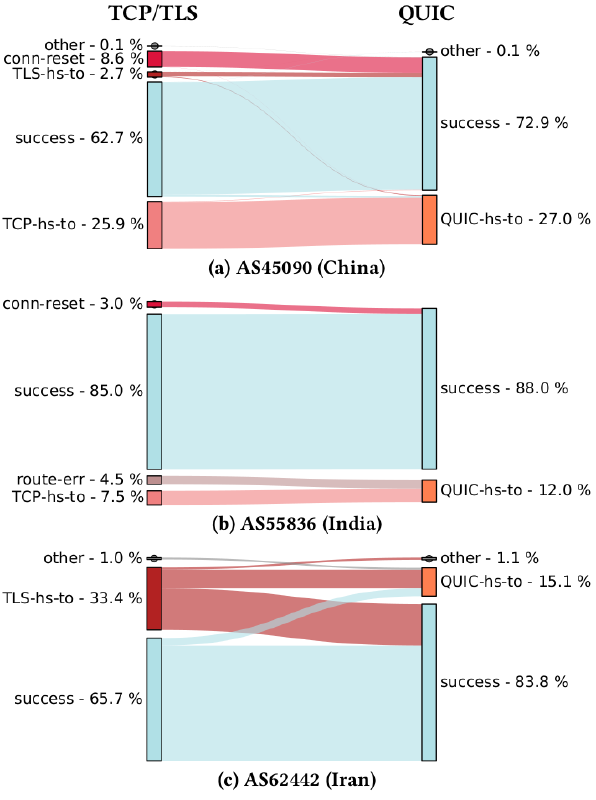 TCP/TLS QUIC
other - 0.1 %
conn-reset - 8.6 %
TLS-hs-to - 2.7 %
success - 62.7 %
TCP-hs-to - 25.9 %
other - 0.1 %
success - 72.9 %
QUIC-hs-to - 27.0 %
(a) AS45090 (China)
conn-reset - 3.0 %
success - 85.0 %
route-err - 4.5 %
TCP-hs-to - 7.5 %
success - 88.0 %
QUIC-hs-to - 12.0 %
(b) AS55836 (India)
other - 1.0 %
TLS-hs-to - 33.4 %
success - 65.7 %
other - 1.1 %
QUIC-hs-to - 15.1 %
success - 83.8 %
(c) AS62442 (Iran)